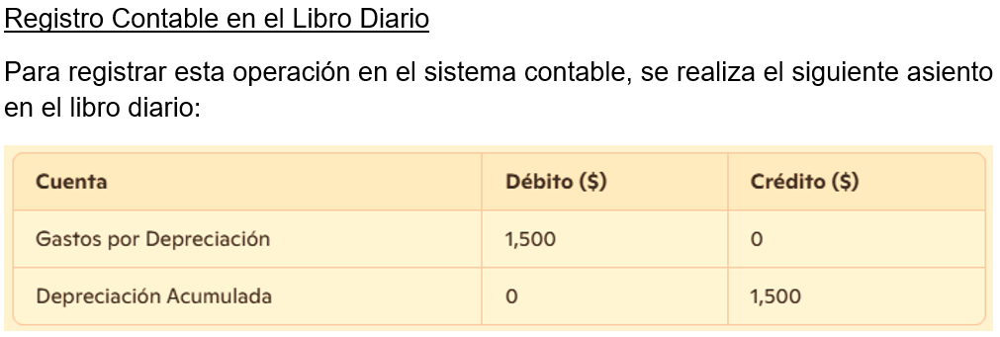 Registro Contable en el Libro Diario
Para registrar esta operación en el sistema contable, se realiza el siguiente asiento
en el libro diario:
Cuenta Débito ($) Crédito ($)
Gastos por Depreciación 1,500 0
Depreciación Acumulada 0 1,500